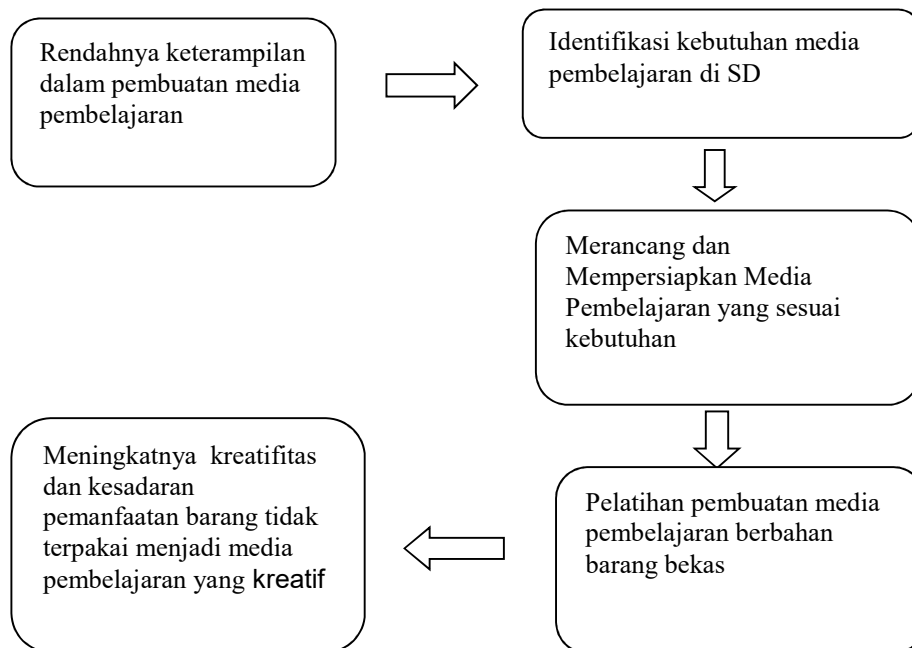 Rendahnya keterampilan
dalam pembuatan media
pembelajaran
Identifikasi kebutuhan media
pembelajaran di SD
Merancang dan
Mempersiapkan Media
Pembelajaran yang sesuai
kebutuhan
Pelatihan pembuatan media
pembelajaran berbahan
barang bekas
Meningkatnya kreatifitas
dan kesadaran
pemanfaatan barang tidak
terpakai menjadi media
pembelajaran yang kreatif